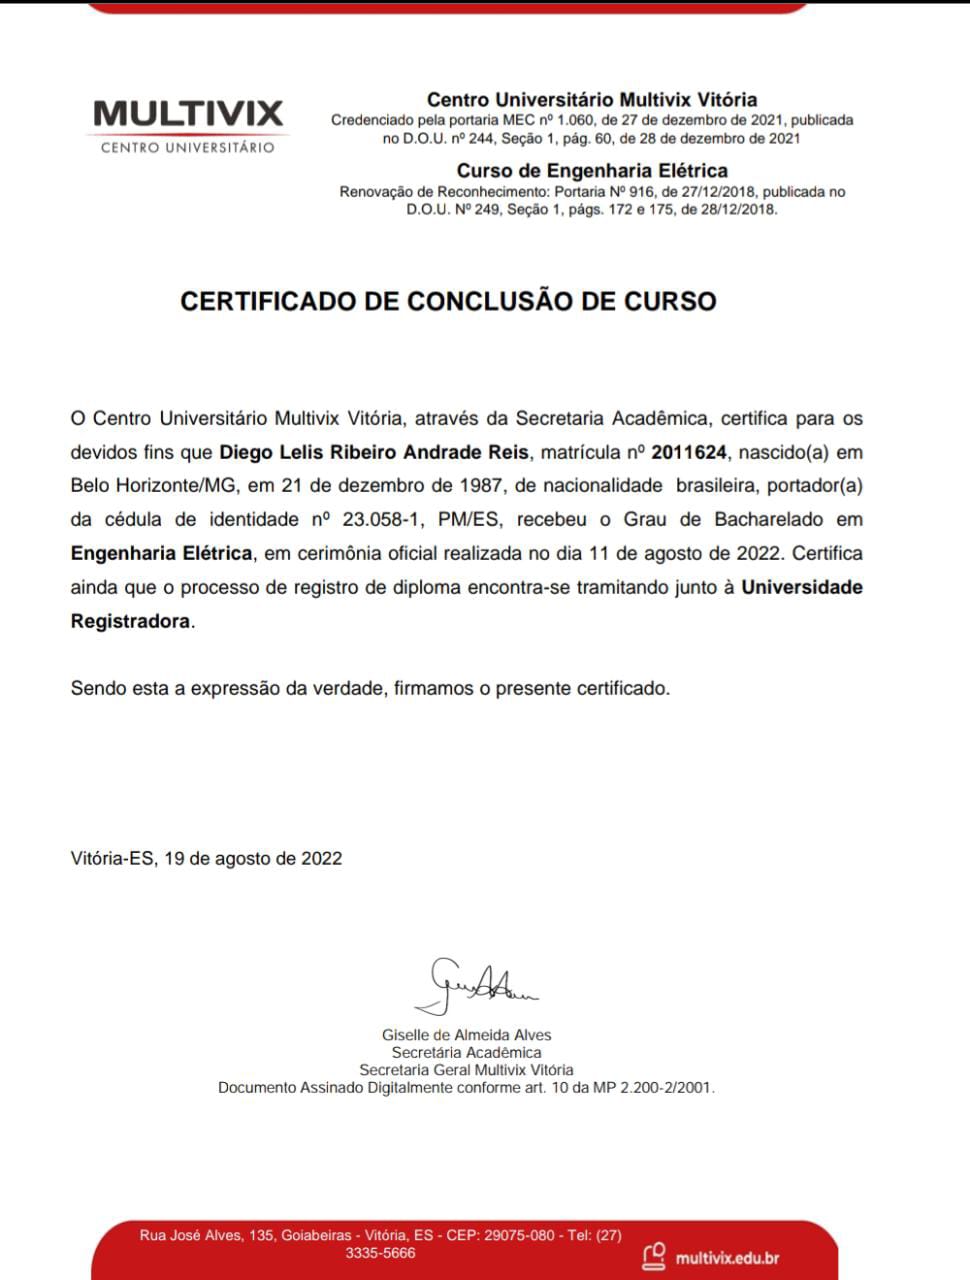 MULTIVIX
CENTRO UNIVERSITÁRIO
Centro Universitário Multivix Vitória
Credenciado pela portaria MEC nº 1.060, de 27 de dezembro de 2021, publicada
no D.O.U. nº 244, Seção 1, pág. 60, de 28 de dezembro de 2021
Curso de Engenharia Elétrica
Renovação de Reconhecimento: Portaria Nº 916, de 27/12/2018, publicada no
D.O.U. Nº 249, Seção 1, págs. 172 e 175, de 28/12/2018.
CERTIFICADO DE CONCLUSÃO DE CURSO
O Centro Universitário Multivix Vitória, através da Secretaria Acadêmica, certifica para os
devidos fins que Diego Lelis Ribeiro Andrade Reis, matrícula nº 2011624, nascido(a) em
Belo Horizonte/MG, em 21 de dezembro de 1987, de nacionalidade brasileira, portador(a)
da cédula de identidade nº 23.058-1, PM/ES, recebeu o Grau de Bacharelado em
Engenharia Elétrica, em cerimônia oficial realizada no dia 11 de agosto de 2022. Certifica
ainda que o processo de registro de diploma encontra-se tramitando junto à Universidade
Registradora.
Sendo esta a expressão da verdade, firmamos o presente certificado.
Vitória-ES, 19 de agosto de 2022
Giselle de Almeida Alves
Secretária Acadêmica
Secretaria Geral Multivix Vitória
Documento Assinado Digitalmente conforme art. 10 da MP 2.200-2/2001.
Rua José Alves, 135, Goiabeiras - Vitória, ES - CEP: 29075-080 - Tel: (27)
3335-5666
multivix.edu.br